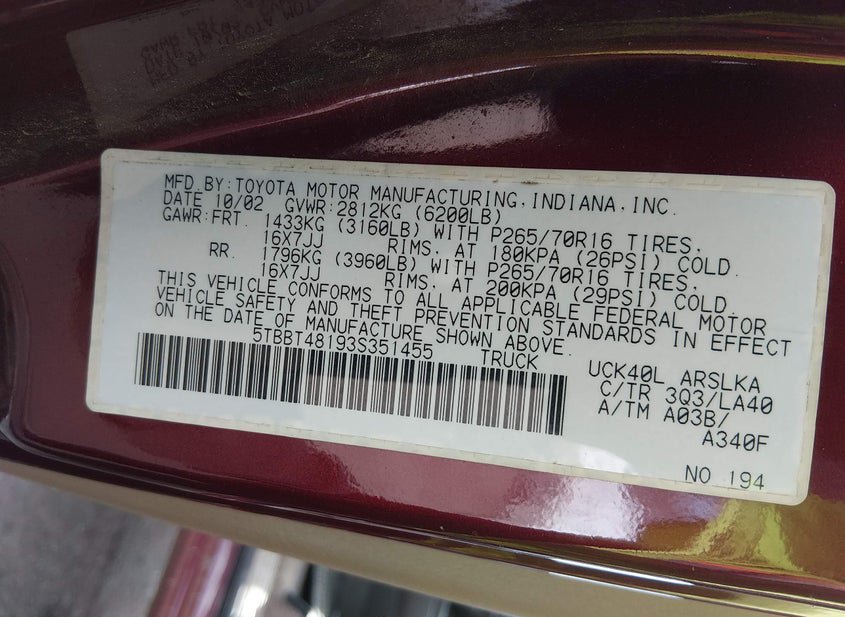 MFD. BY: TOYOTA MOTOR MANUFACTURING, INDIANA, INC.
DATE 10/02 GVWR: 2812KG (6200LB)
GAWR: FRT. 1433KG (3160LB) WITH P265/70R16 TIRES,
16X7JJ RIMS, AT 180KPA (26PSI) COLD.
RR. 1796KG (3960LB) WITH P265/70R16 TIRES,
16X7JJ RIMS, AT 200KPA (29PSI) COLD.
THIS VEHICLE CONFORMS TO ALL APPLICABLE FEDERAL MOTOR
VEHICLE SAFETY AND THEFT PREVENTION STANDARDS IN EFFECT
ON THE DATE OF MANUFACTURE SHOWN ABOVE.
5TBBT48193S351455 TRUCK
UCK40L ARSLKA
C/TR 3Q3/LA40
A/TM A03B/
A340F
NO. 194